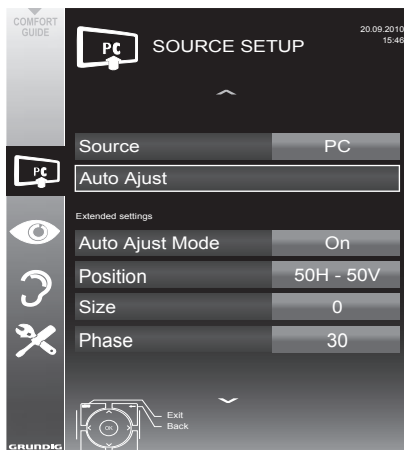 COMFORT
GUIDE
PC
SOURCE SETUP
20.09.2010
15:46
Source PC
PC
Auto Ajust
Extended settings
Auto Ajust Mode On
Position 50H - 50V
Size 0
Phase 30
Exit
Back
OK
GRUNDIG